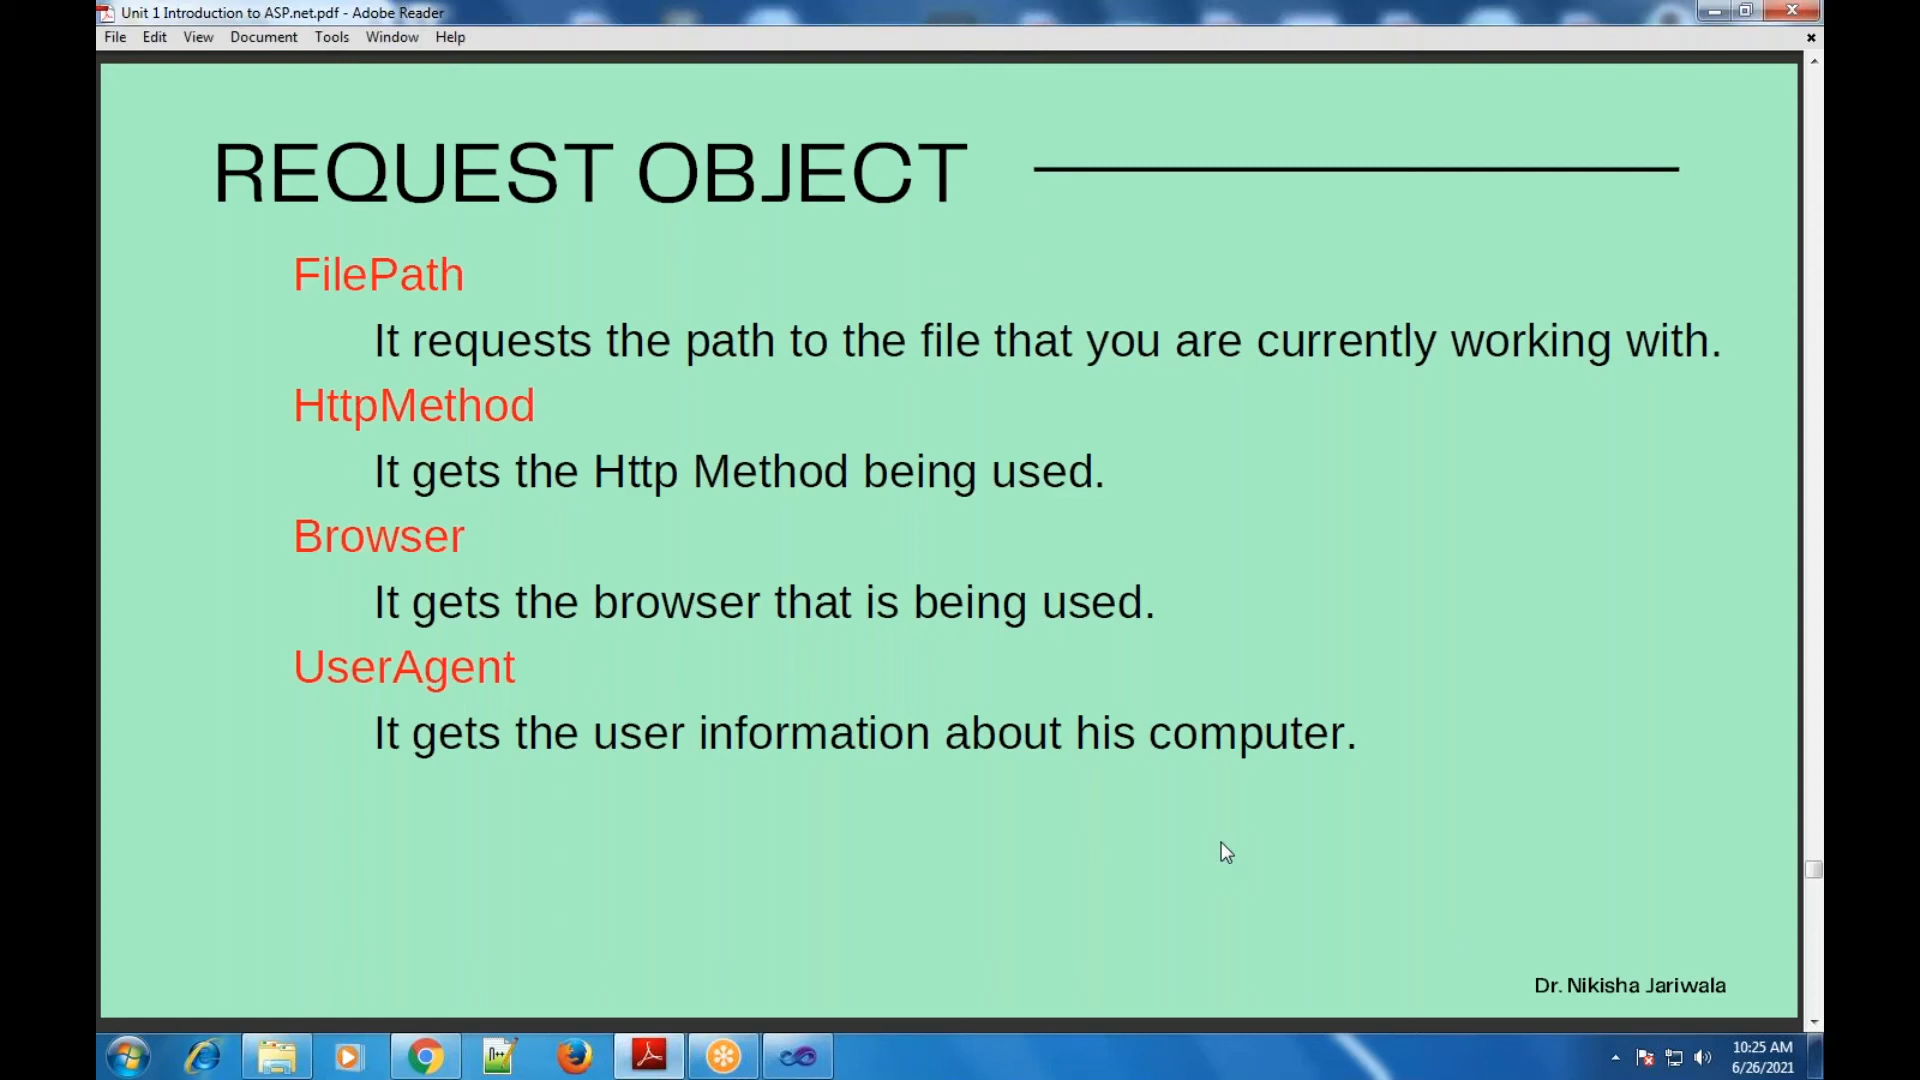 Unit 1 Introduction to ASP.net.pdf - Adobe Reader
File Edit View Document Tools Window Help
REQUEST OBJECT
FilePath
It requests the path to the file that you are currently working with.
HttpMethod
It gets the Http Method being used.
Browser
It gets the browser that is being used.
UserAgent
It gets the user information about his computer.
Dr. Nikisha Jariwala
10:25 AM
6/26/2021